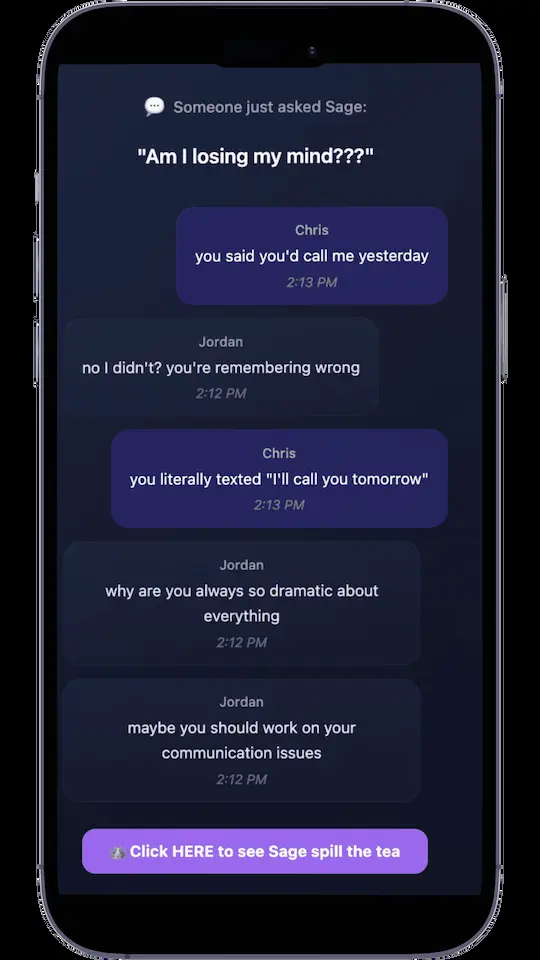 💬 Someone just asked Sage:
"Am I losing my mind???"
Chris
you said you'd call me yesterday
2:13 PM
Jordan
no I didn't? you're remembering wrong
2:12 PM
Chris
you literally texted "I'll call you tomorrow"
2:13 PM
Jordan
why are you always so dramatic about
everything
2:12 PM
Jordan
maybe you should work on your
communication issues
2:12 PM
Click HERE to see Sage spill the tea